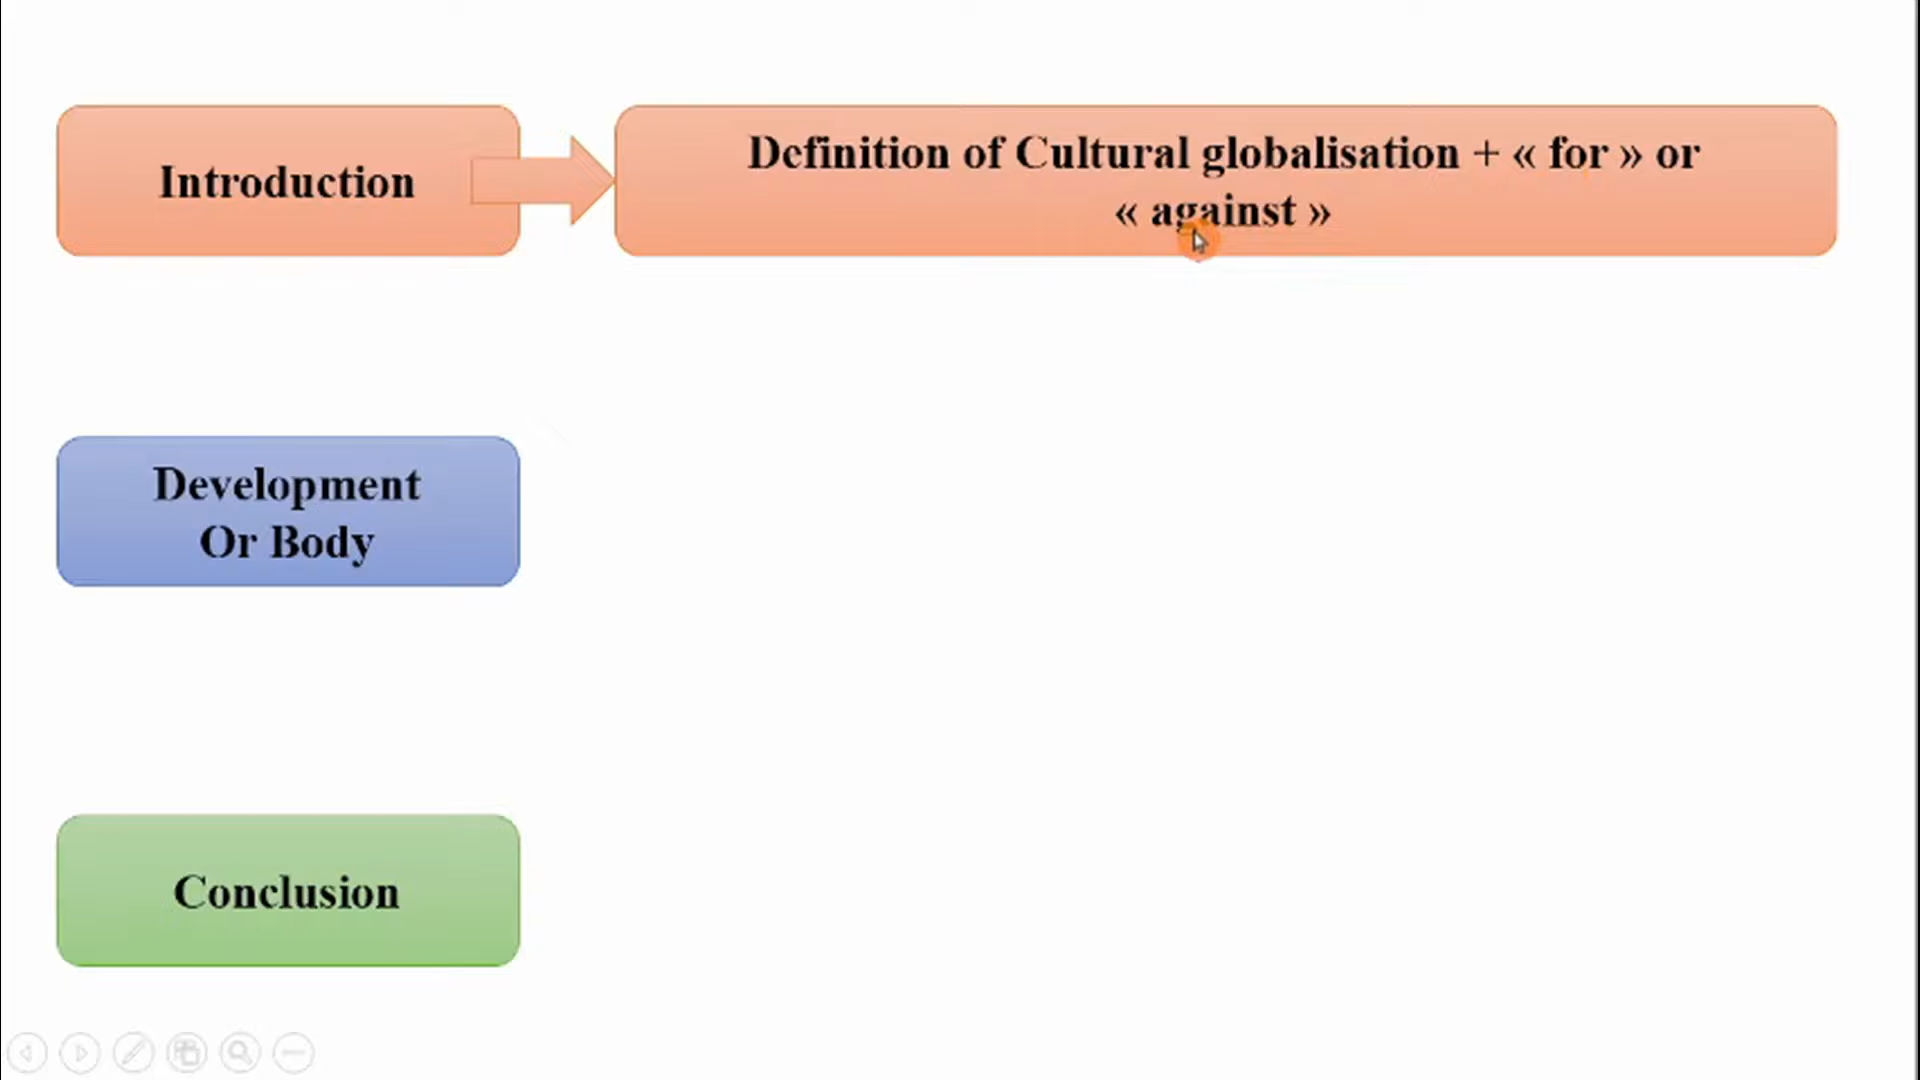 Introduction
Definition of Cultural globalisation + « for » or
« against »
Development
Or Body
Conclusion